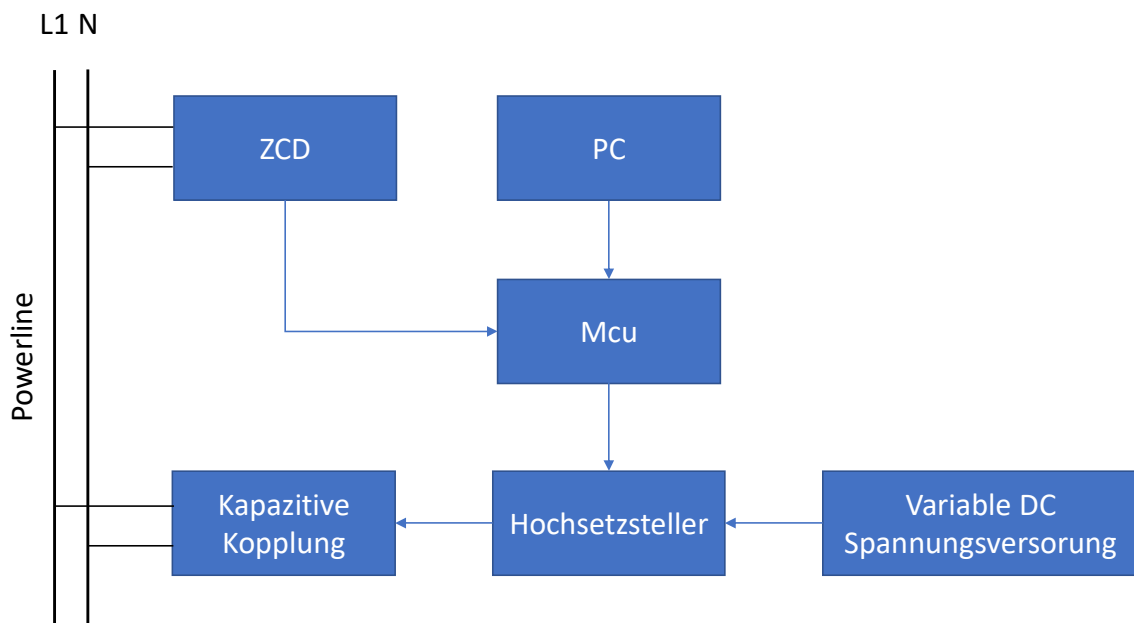 L1 N
ZCD
PC
Mcu
Powerline
Kapazitive
Kopplung
Hochsetzsteller
Variable DC
Spannungsversorung